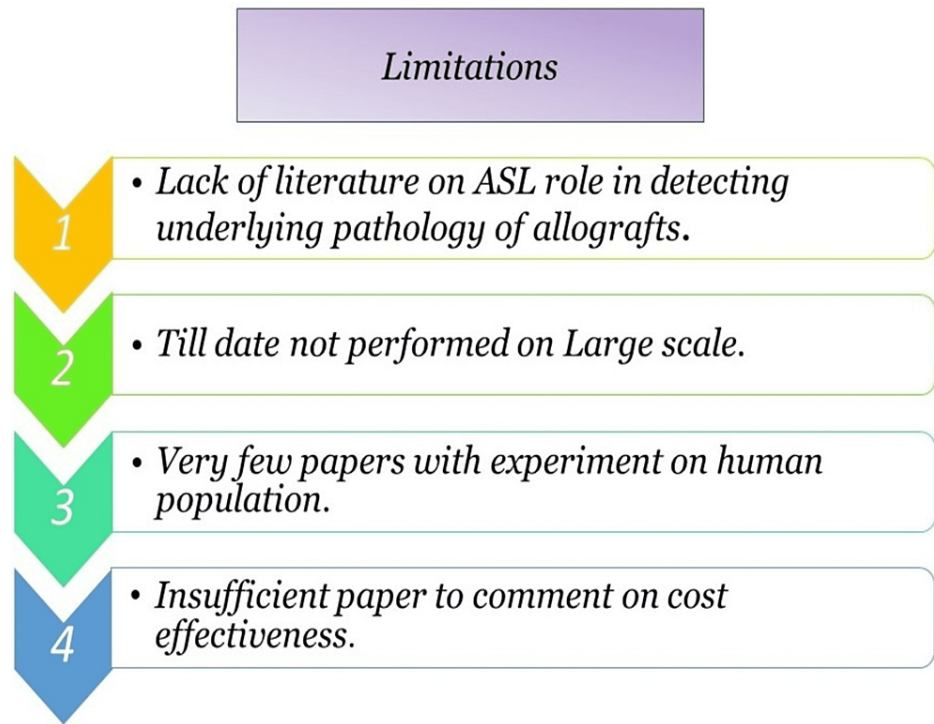 Limitations
1
• Lack of literature on ASL role in detecting
underlying pathology of allografts.
2
• Till date not performed on Large scale.
3
• Very few papers with experiment on human
population.
4
• Insufficient paper to comment on cost
effectiveness.